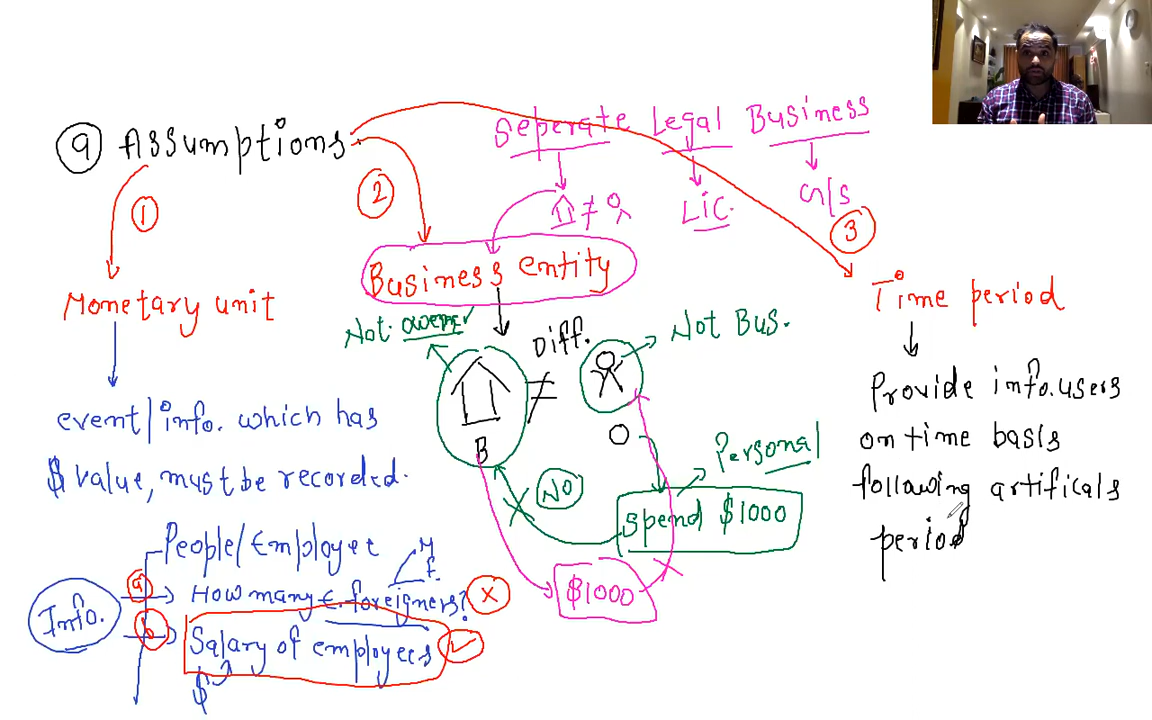 9 Assumptions
1
2
3
Seperate Legal Business
≠
LiC.
G/S
Business entity
Monetary unit
Time period
event/info. which has
$ value, must be recorded.
Not owner
Diff.
Not Bus.
≠
B
O
Personal
NO
Spend $1000
$1000
Provide info. users
on time basis
following artificals
period
People/Employee
M
F.
Info.
a
How many E. foreigners?
X
b
Salary of employees
$